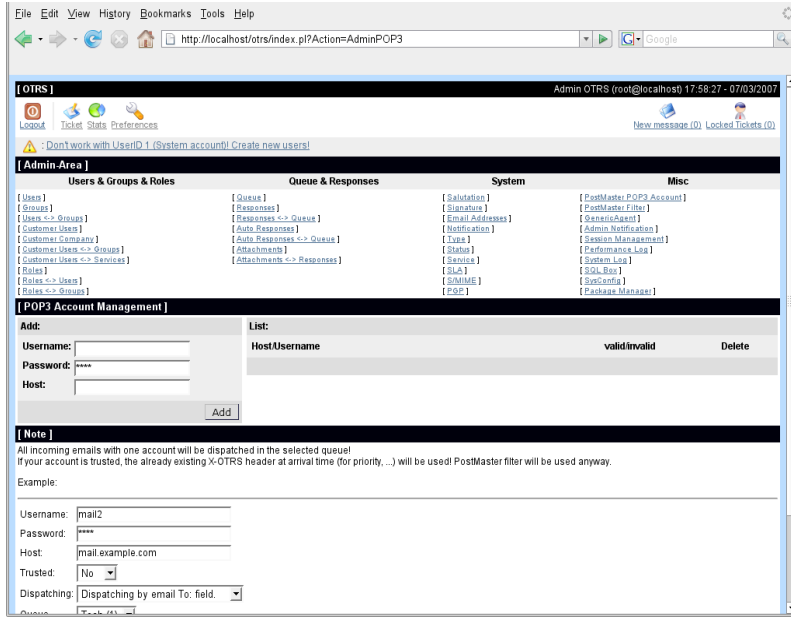 File Edit View History Bookmarks Tools Help
http://localhost/otrs/index.pl?Action=AdminPOP3
G Google
[ OTRS ] Admin OTRS (root@localhost) 17:58:27 - 07/03/2007
Logout Ticket Stats Preferences New message (0) Locked Tickets (0)
: Don't work with UserID 1 (System account)! Create new users!
[ Admin-Area ]
Users & Groups & Roles Queue & Responses System Misc
[ Users ] [ Queue ] [ Salutation ] [ PostMaster POP3 Account ]
[ Groups ] [ Responses ] [ Signature ] [ PostMaster Filter ]
[ Users <-> Groups ] [ Responses <-> Queue ] [ Email Addresses ] [ GenericAgent ]
[ Customer Users ] [ Auto Responses ] [ Notification ] [ Admin Notification ]
[ Customer Company ] [ Auto Responses <-> Queue ] [ Type ] [ Session Management ]
[ Customer Users <-> Groups ] [ Attachments ] [ Status ] [ Performance Log ]
[ Customer Users <-> Services ] [ Attachments <-> Responses ] [ Service ] [ System Log ]
[ Roles ] [ SLA ] [ SQL Box ]
[ Roles <-> Users ] [ S/MIME ] [ SysConfig ]
[ Roles <-> Groups ] [ PGP ] [ Package Manager ]
[ POP3 Account Management ]
Add: List:
Username: Host/Username valid/invalid Delete
Password: ****
Host:
Add
[ Note ]
All incoming emails with one account will be dispatched in the selected queue!
If your account is trusted, the already existing X-OTRS header at arrival time (for priority, ...) will be used! PostMaster filter will be used anyway.
Example:
Username: mail2
Password: ****
Host: mail.example.com
Trusted: No
Dispatching: Dispatching by email To: field.